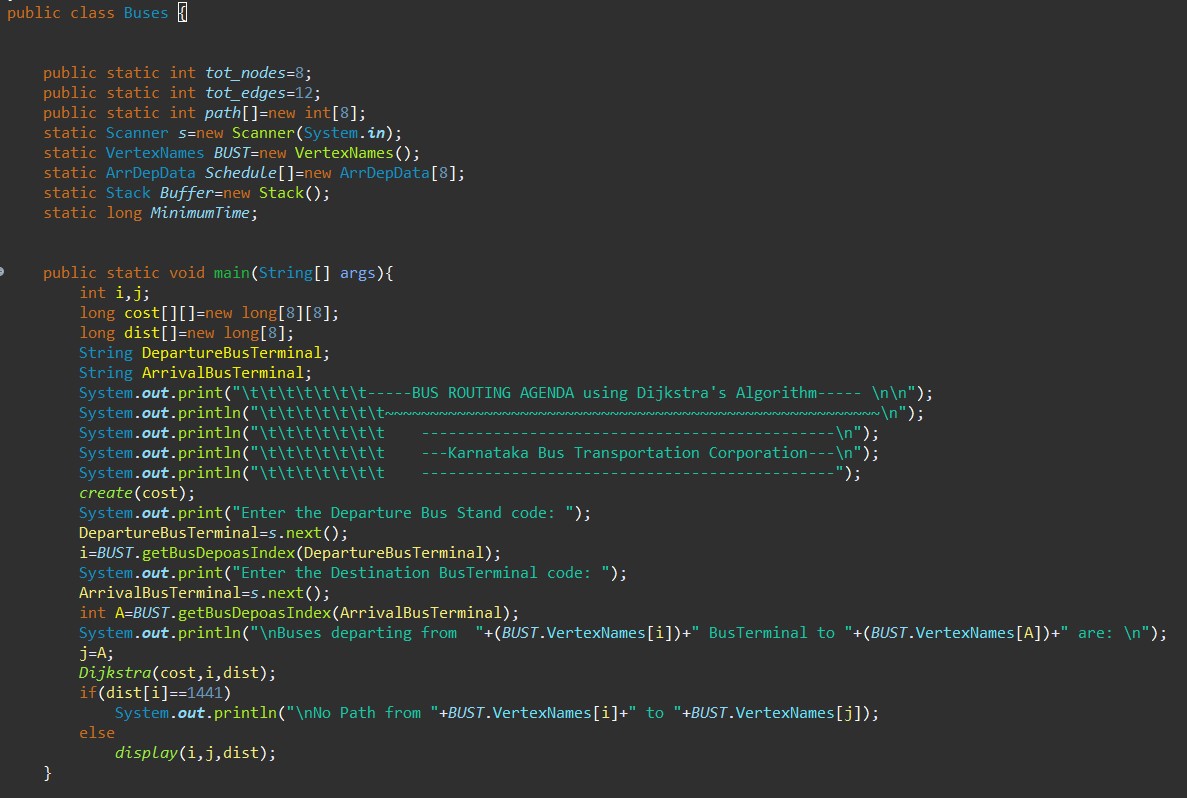 public class Buses {
public static int tot_nodes=8;
public static int tot_edges=12;
public static int path[]=new int[8];
static Scanner s=new Scanner(System.in);
static VertexNames BUST=new VertexNames();
static ArrDepData Schedule[]=new ArrDepData[8];
static Stack Buffer=new Stack();
static long MinimumTime;
public static void main(String[] args){
int i,j;
long cost[][]=new long[8][8];
long dist[]=new long[8];
String DepartureBusTerminal;
String ArrivalBusTerminal;
System.out.print("\t\t\t\t\t\t\t-----BUS ROUTING AGENDA using Dijkstra's Algorithm----- \n\n");
System.out.println("\t\t\t\t\t\t\t~~~~~~~~~~~~~~~~~~~~~~~~~~~~~~~~~~~~~~~~~~~~~~~~~~~~~~~\n");
System.out.println("\t\t\t\t\t\t\t    ----------------------------------------------\n");
System.out.println("\t\t\t\t\t\t\t    ---Karnataka Bus Transportation Corporation---\n");
System.out.println("\t\t\t\t\t\t\t    ----------------------------------------------");
create(cost);
System.out.print("Enter the Departure Bus Stand code: ");
DepartureBusTerminal=s.next();
i=BUST.getBusDepoasIndex(DepartureBusTerminal);
System.out.print("Enter the Destination BusTerminal code: ");
ArrivalBusTerminal=s.next();
int A=BUST.getBusDepoasIndex(ArrivalBusTerminal);
System.out.println("\nBuses departing from  "+(BUST.VertexNames[i])+" BusTerminal to "+(BUST.VertexNames[A])+" are: \n");
j=A;
Dijkstra(cost,i,dist);
if(dist[i]==1441)
System.out.println("\nNo Path from "+BUST.VertexNames[i]+" to "+BUST.VertexNames[j]);
else
display(i,j,dist);
}